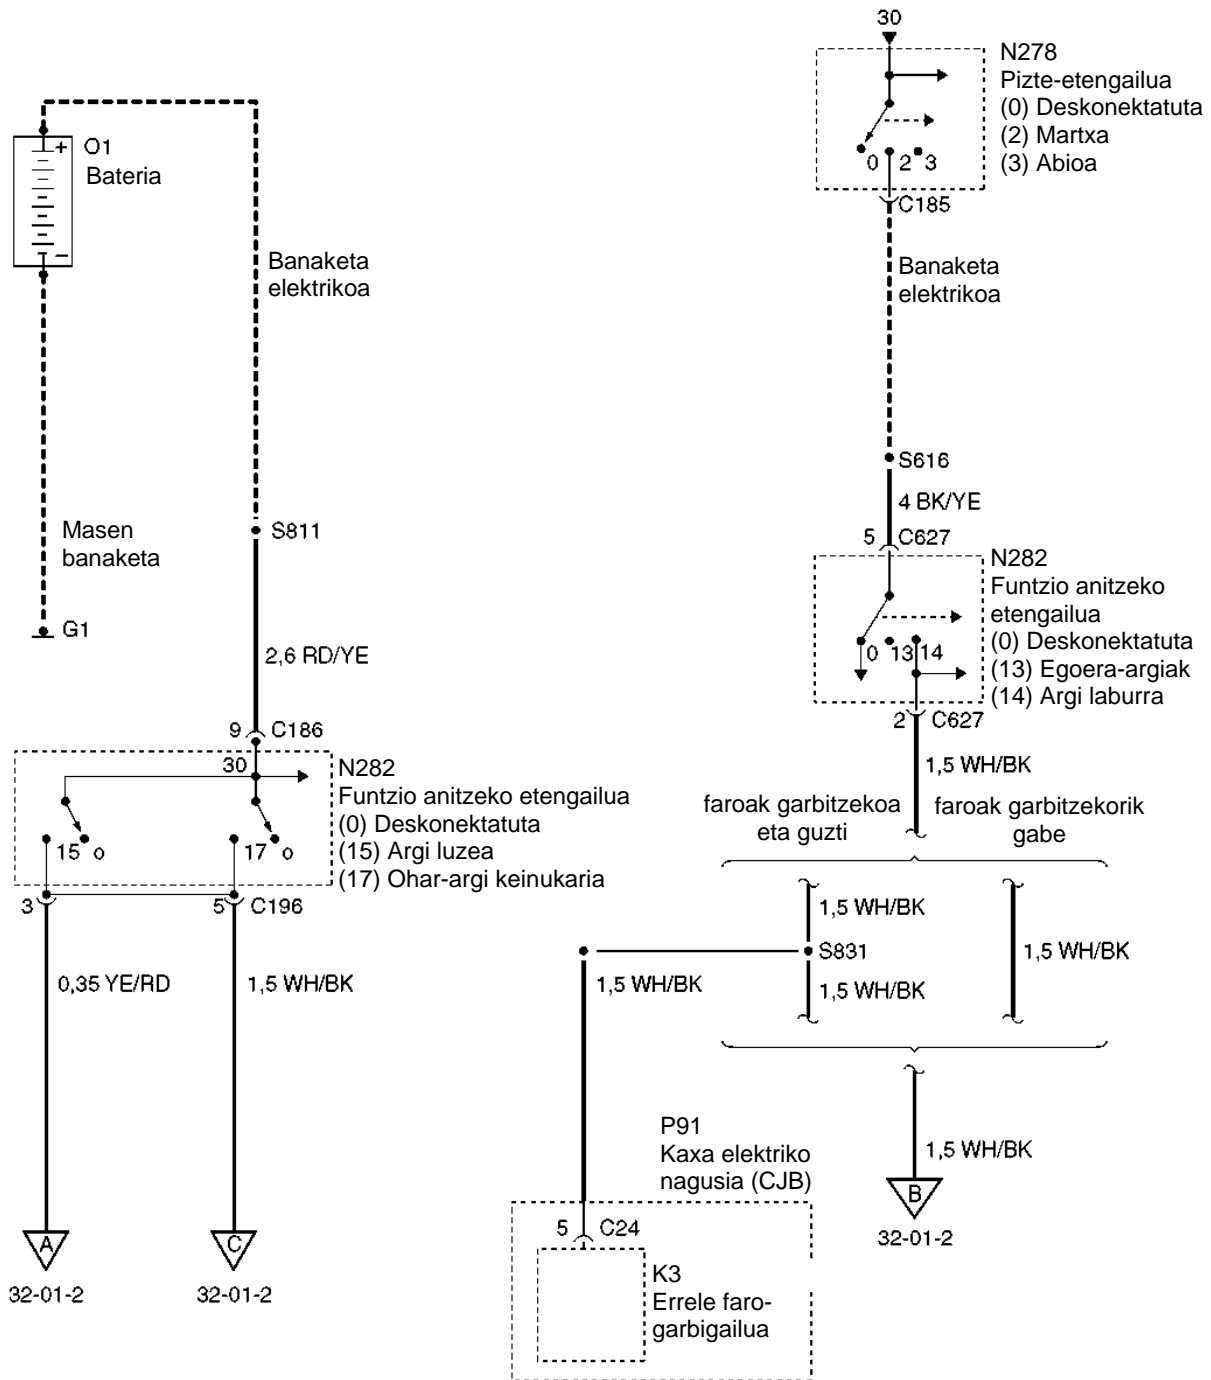 30
N278
Pizte-etengailua
(0) Deskonektatuta
(2) Martxa
(3) Abioa
0 2 3
C185
+ O1
Bateria
−
Banaketa
elektrikoa
Banaketa
elektrikoa
S616
4 BK/YE
5 C627
Masen
banaketa
S811
G1
2,6 RD/YE
N282
Funtzio anitzeko
etengailua
(0) Deskonektatuta
(13) Egoera-argiak
(14) Argi laburra
0 13 14
2 C627
9 C186
30
N282
Funtzio anitzeko etengailua
(0) Deskonektatuta
(15) Argi luzea
(17) Ohar-argi keinukaria
15 o
17 o
3
5 C196
1,5 WH/BK
faroak garbitzekoa
eta guzti
faroak garbitzekorik
gabe
1,5 WH/BK
S831
1,5 WH/BK
1,5 WH/BK
1,5 WH/BK
0,35 YE/RD
1,5 WH/BK
P91
Kaxa elektriko
nagusia (CJB)
1,5 WH/BK
B
32-01-2
5 C24
K3
Errele faro-
garbigailua
A
32-01-2
C
32-01-2